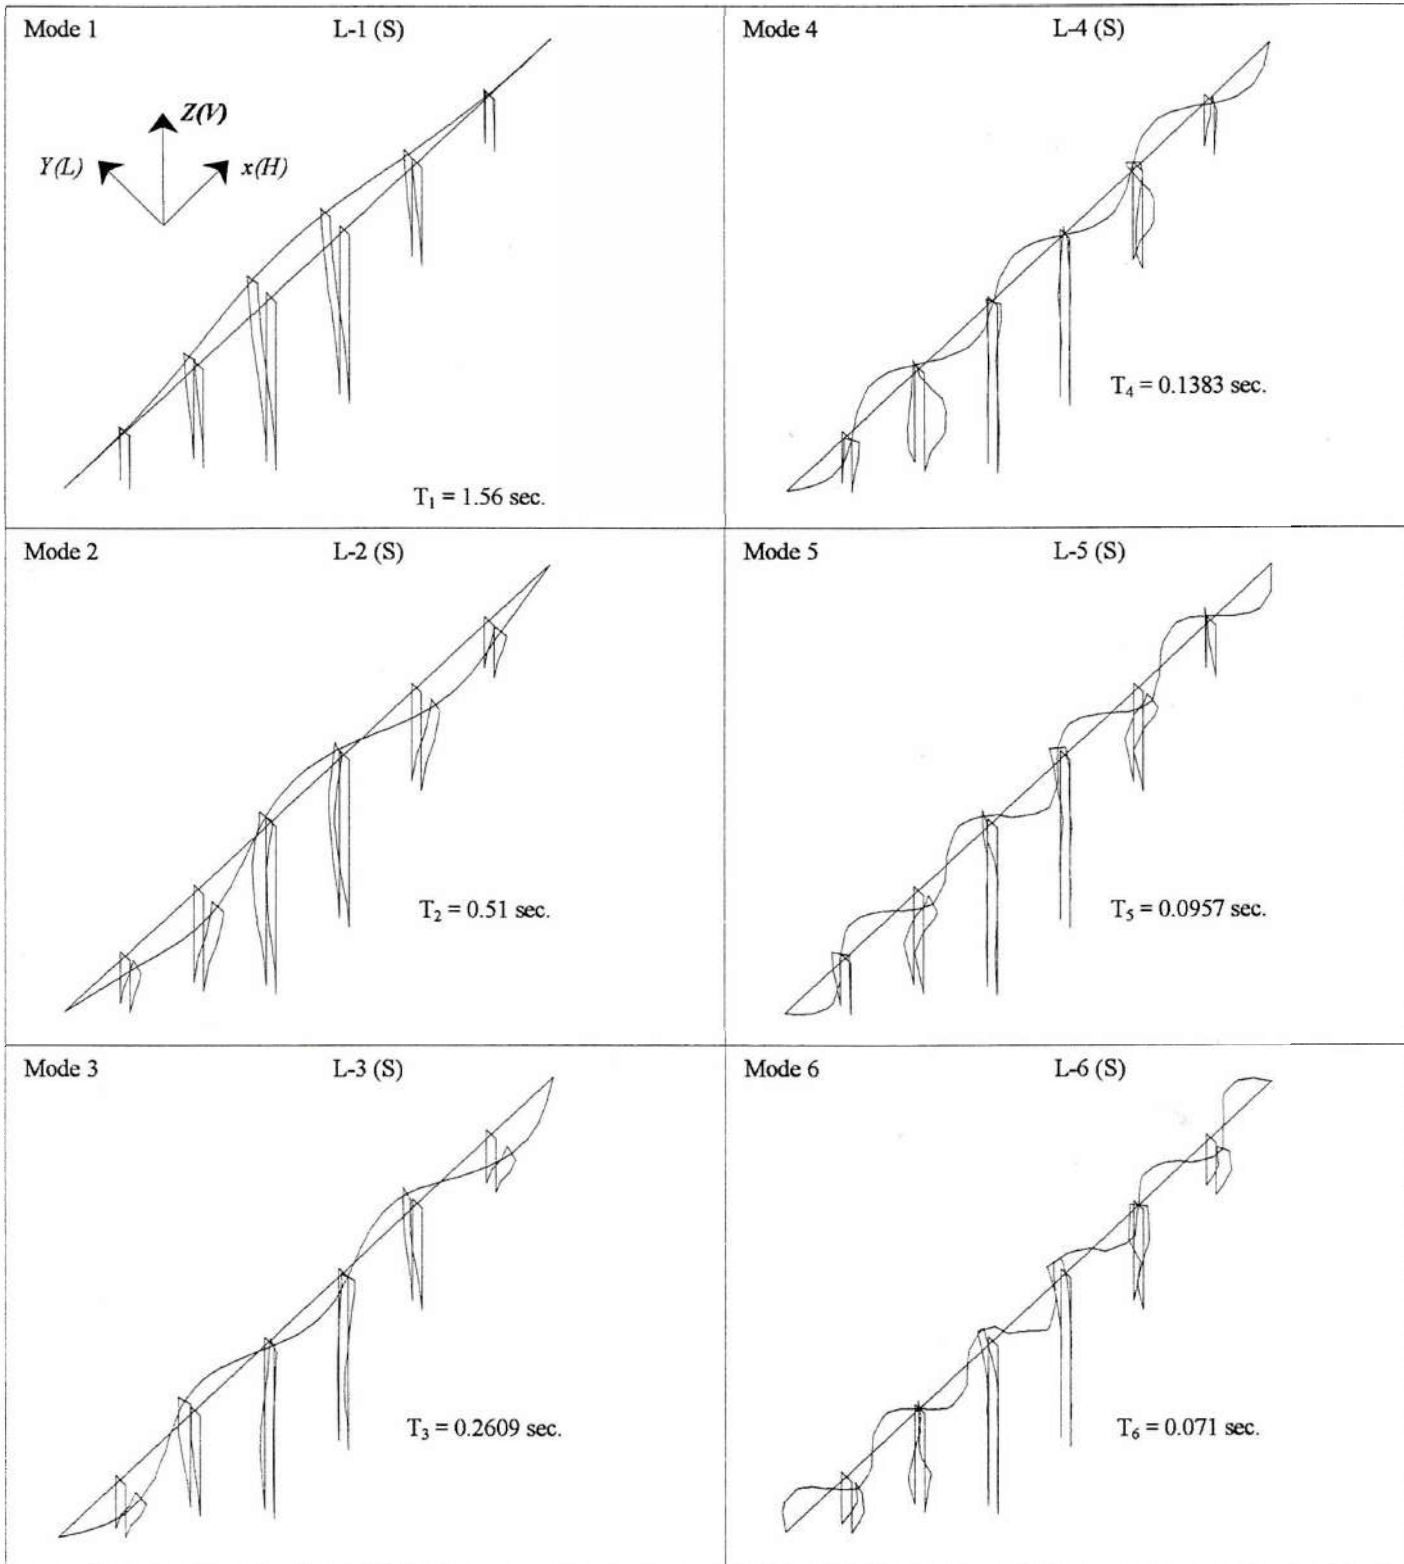 Mode 1 L-1 (S)
Z(V)
Y(L) x(H)
T₁ = 1.56 sec.
Mode 2 L-2 (S)
T₂ = 0.51 sec.
Mode 3 L-3 (S)
T₃ = 0.2609 sec.
Mode 4 L-4 (S)
T₄ = 0.1383 sec.
Mode 5 L-5 (S)
T₅ = 0.0957 sec.
Mode 6 L-6 (S)
T₆ = 0.071 sec.